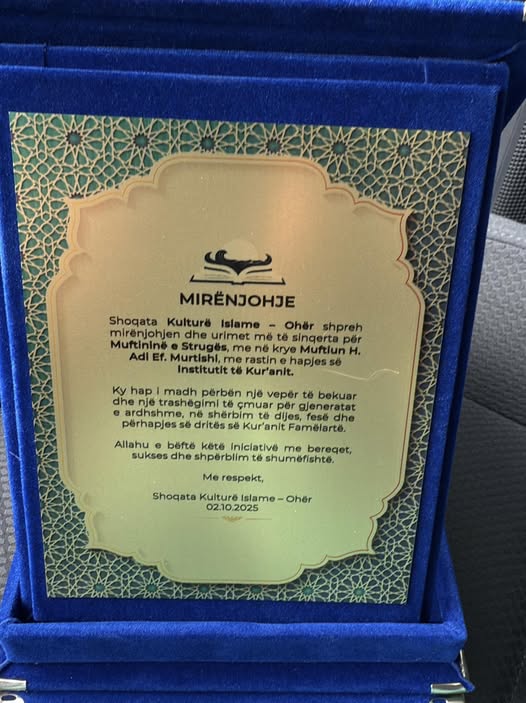 MIRËNJOHJE
Shoqata Kulturë Islame – Ohër shpreh
mirënjohjen dhe urimet më të sinqerta për
Muftininë e Strugës, me në krye Muftiun H.
Adi Ef. Murtishi, me rastin e hapjes së
Institutit të Kur'anit.
Ky hap i madh përbën një vepër të bekuar
dhe një trashëgimi të çmuar për gjeneratat
e ardhshme, në shërbim të dijes, fesë dhe
përhapjes së dritës së Kur'anit Famëlartë.
Allahu e bëftë këtë iniciativë me bereqet,
sukses dhe shpërblim të shumëfishtë.
Me respekt,
Shoqata Kulturë Islame – Ohër
02.10.2025